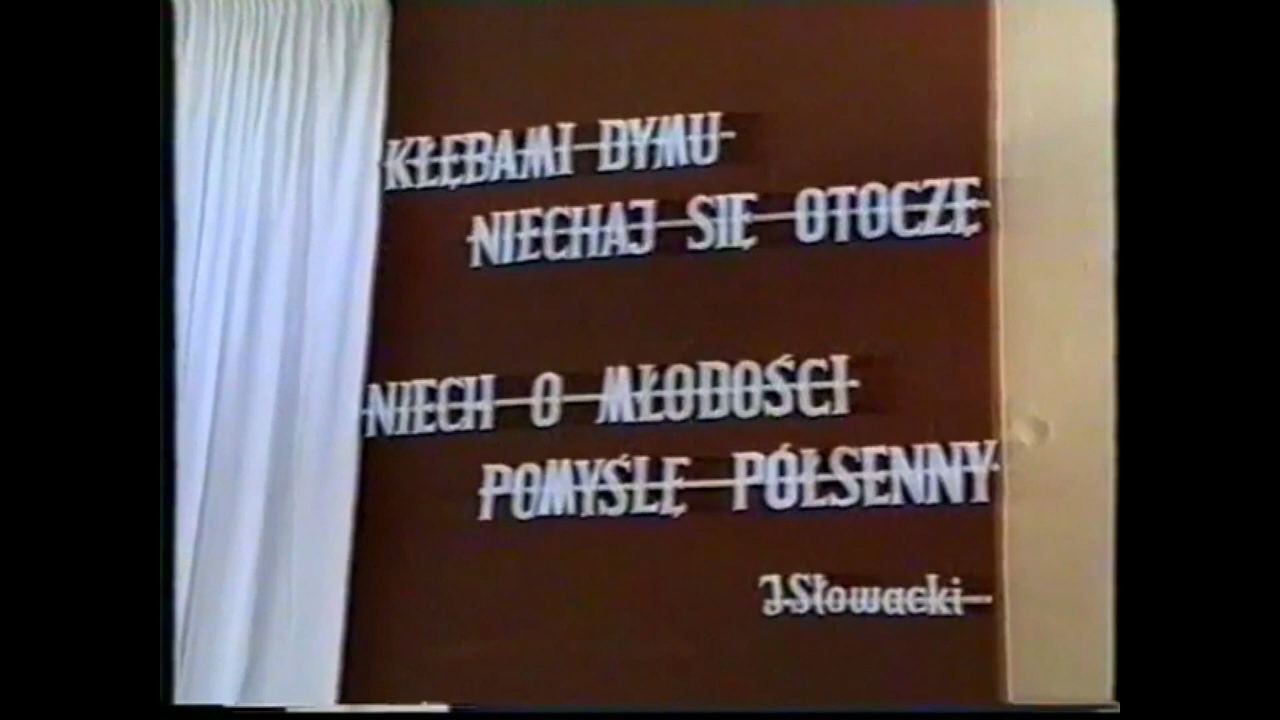 KŁĘBAMI DYMU
NIECHAJ SIĘ OTOCZĘ
NIECH O MŁODOŚCI
POMYŚLĘ PÓŁSENNY
J.Słowacki